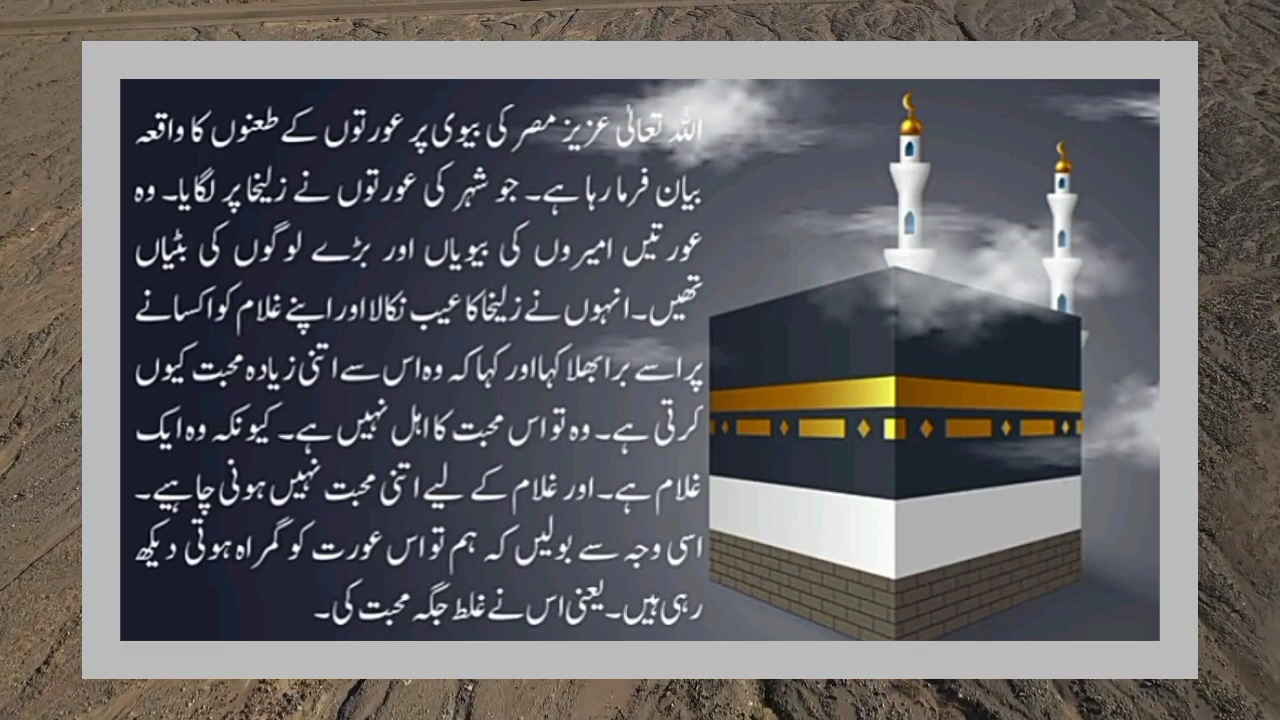 اللہ تعالیٰ عزیز مصر کی بیوی پر عورتوں کے طعنوں کا واقعہ
بیان فرما رہا ہے۔ جو شہر کی عورتوں نے زلیخا پر لگایا۔ وہ
عورتیں امیروں کی بیویاں اور بڑے لوگوں کی بٹیاں
تھیں۔ انہوں نے زلیخا کا عیب نکالا اور اپنے غلام کو اکسانے
پر اسے برا بھلا کہا اور کہا کہ وہ اس سے اتنی زیادہ محبت کیوں
کرتی ہے۔ وہ تو اس محبت کا اہل نہیں ہے۔ کیونکہ وہ ایک
غلام ہے۔ اور غلام کے لیے اتنی محبت نہیں ہونی چاہیے۔
اسی وجہ سے بولیں کہ ہم تو اس عورت کو گمراہ ہوتی دیکھ
رہی ہیں۔ یعنی اس نے غلط جگہ محبت کی۔